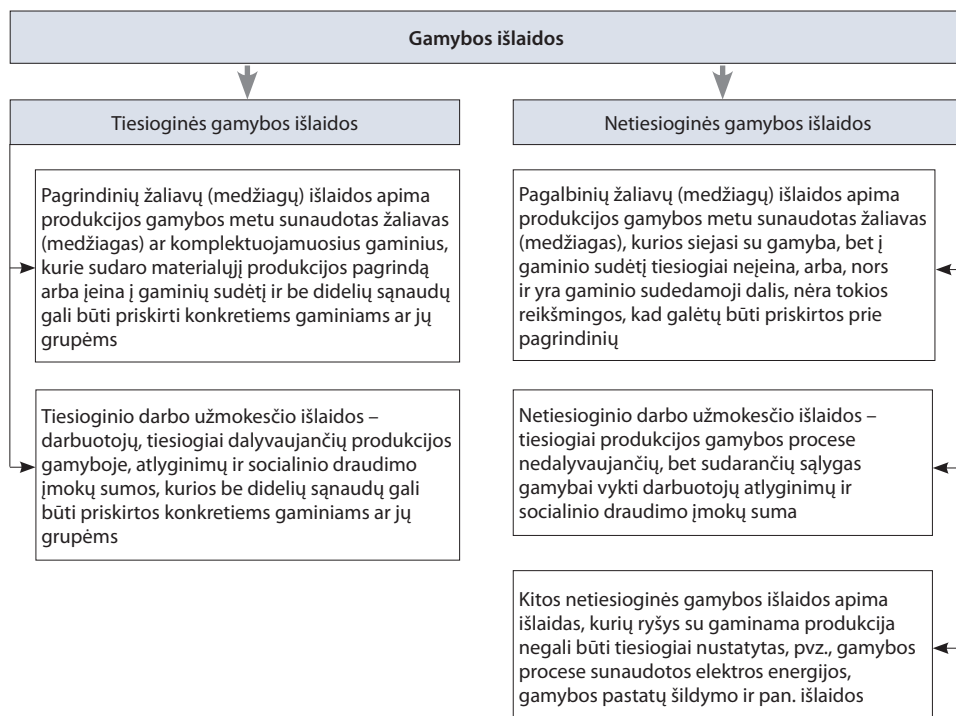 Gamybos išlaidos
Tiesioginės gamybos išlaidos
Pagrindinių žaliavų (medžiagų) išlaidos apima
produkcijos gamybos metu sunaudotas žaliavas
(medžiagas) ar komplektuojamuosius gaminius,
kurie sudaro materialųjį produkcijos pagrindą
arba įeina į gaminių sudėtį ir be didelių sąnaudų
gali būti priskirti konkretiems gaminiams ar jų
grupėms
Tiesioginio darbo užmokesčio išlaidos –
darbuotojų, tiesiogiai dalyvaujančių produkcijos
gamyboje, atlyginimų ir socialinio draudimo
įmokų sumos, kurios be didelių sąnaudų gali
būti priskirtos konkretiems gaminiams ar jų
grupėms
Netiesioginės gamybos išlaidos
Pagalbinių žaliavų (medžiagų) išlaidos apima
produkcijos gamybos metu sunaudotas žaliavas
(medžiagas), kurios siejasi su gamyba, bet į
gaminio sudėtį tiesiogiai neįeina, arba, nors
ir yra gaminio sudedamoji dalis, nėra tokios
reikšmingos, kad galėtų būti priskirtos prie
pagrindinių
Netiesioginio darbo užmokesčio išlaidos –
tiesiogiai produkcijos gamybos procese
nedalyvaujančių, bet sudarančių sąlygas
gamybai vykti darbuotojų atlyginimų ir
socialinio draudimo įmokų suma
Kitos netiesioginės gamybos išlaidos apima
išlaidas, kurių ryšys su gaminama produkcija
negali būti tiesiogiai nustatytas, pvz., gamybos
procese sunaudotos elektros energijos,
gamybos pastatų šildymo ir pan. išlaidos